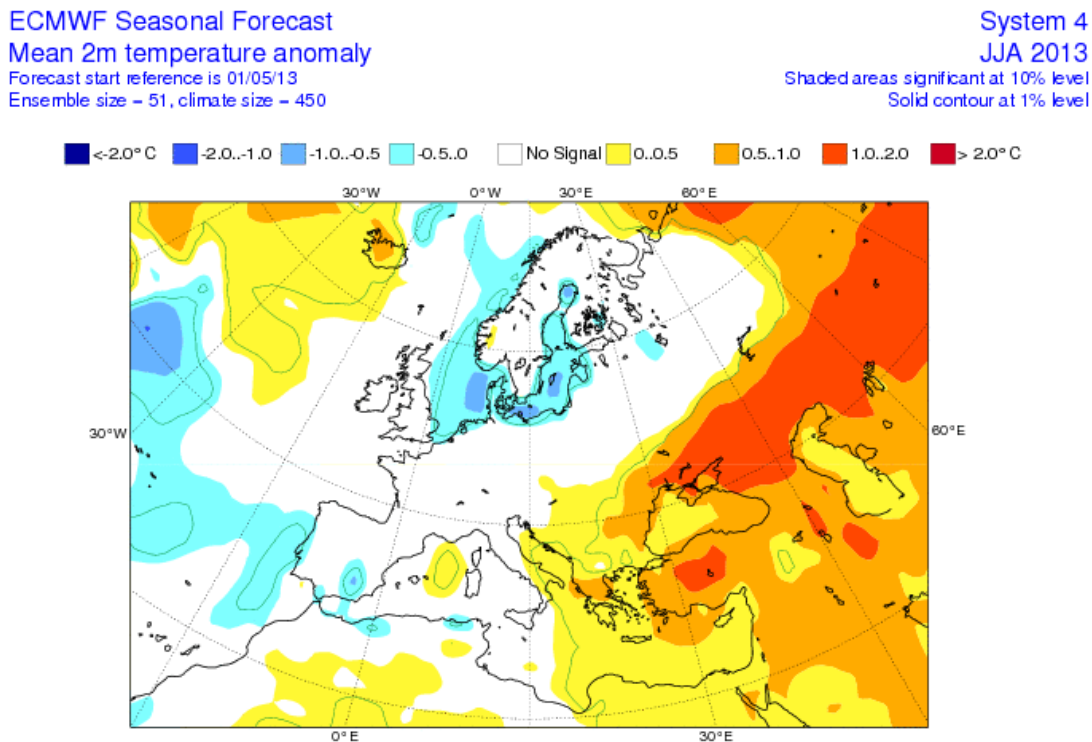 ECMWF Seasonal Forecast
System 4
Mean 2m temperature anomaly
JJA 2013
Forecast start reference is 01/05/13
Shaded areas significant at 10% level
Ensemble size = 51, climate size = 450
Solid contour at 1% level
<-2.0° C -2.0..-1.0 -1.0..-0.5 -0.5..0 No Signal 0..0.5 0.5..1.0 1.0..2.0 > 2.0° C
30°W 0°W 30°E 60°E
30°W 60°E
0°E 30°E